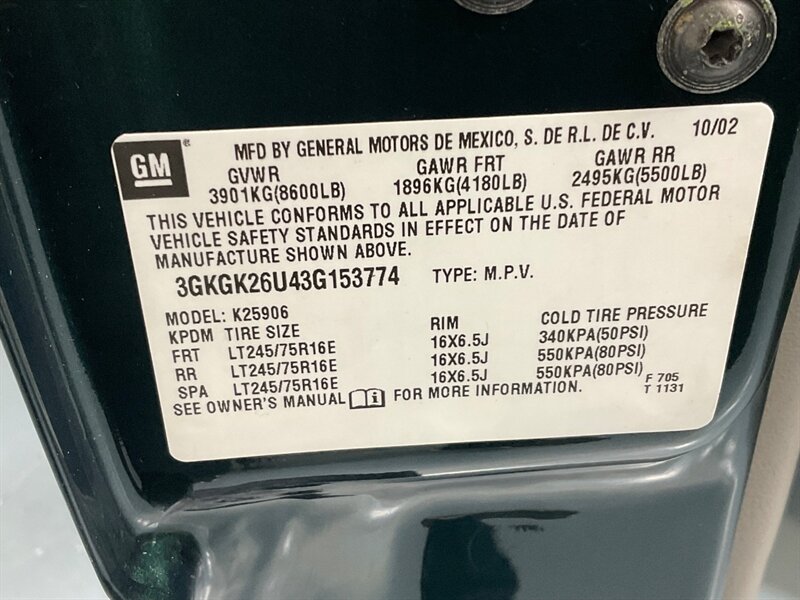 GM
MFD BY GENERAL MOTORS DE MEXICO, S. DE R.L. DE C.V. 10/02
GVWR GAWR FRT GAWR RR
3901KG(8600LB) 1896KG(4180LB) 2495KG(5500LB)
THIS VEHICLE CONFORMS TO ALL APPLICABLE U.S. FEDERAL MOTOR
VEHICLE SAFETY STANDARDS IN EFFECT ON THE DATE OF
MANUFACTURE SHOWN ABOVE.
3GKGK26U43G153774 TYPE: M.P.V.
MODEL: K25906
KPDM TIRE SIZE RIM COLD TIRE PRESSURE
FRT LT245/75R16E 16X6.5J 340KPA(50PSI)
RR LT245/75R16E 16X6.5J 550KPA(80PSI)
SPA LT245/75R16E 16X6.5J 550KPA(80PSI)
SEE OWNER'S MANUAL FOR MORE INFORMATION. F 705
T 1131